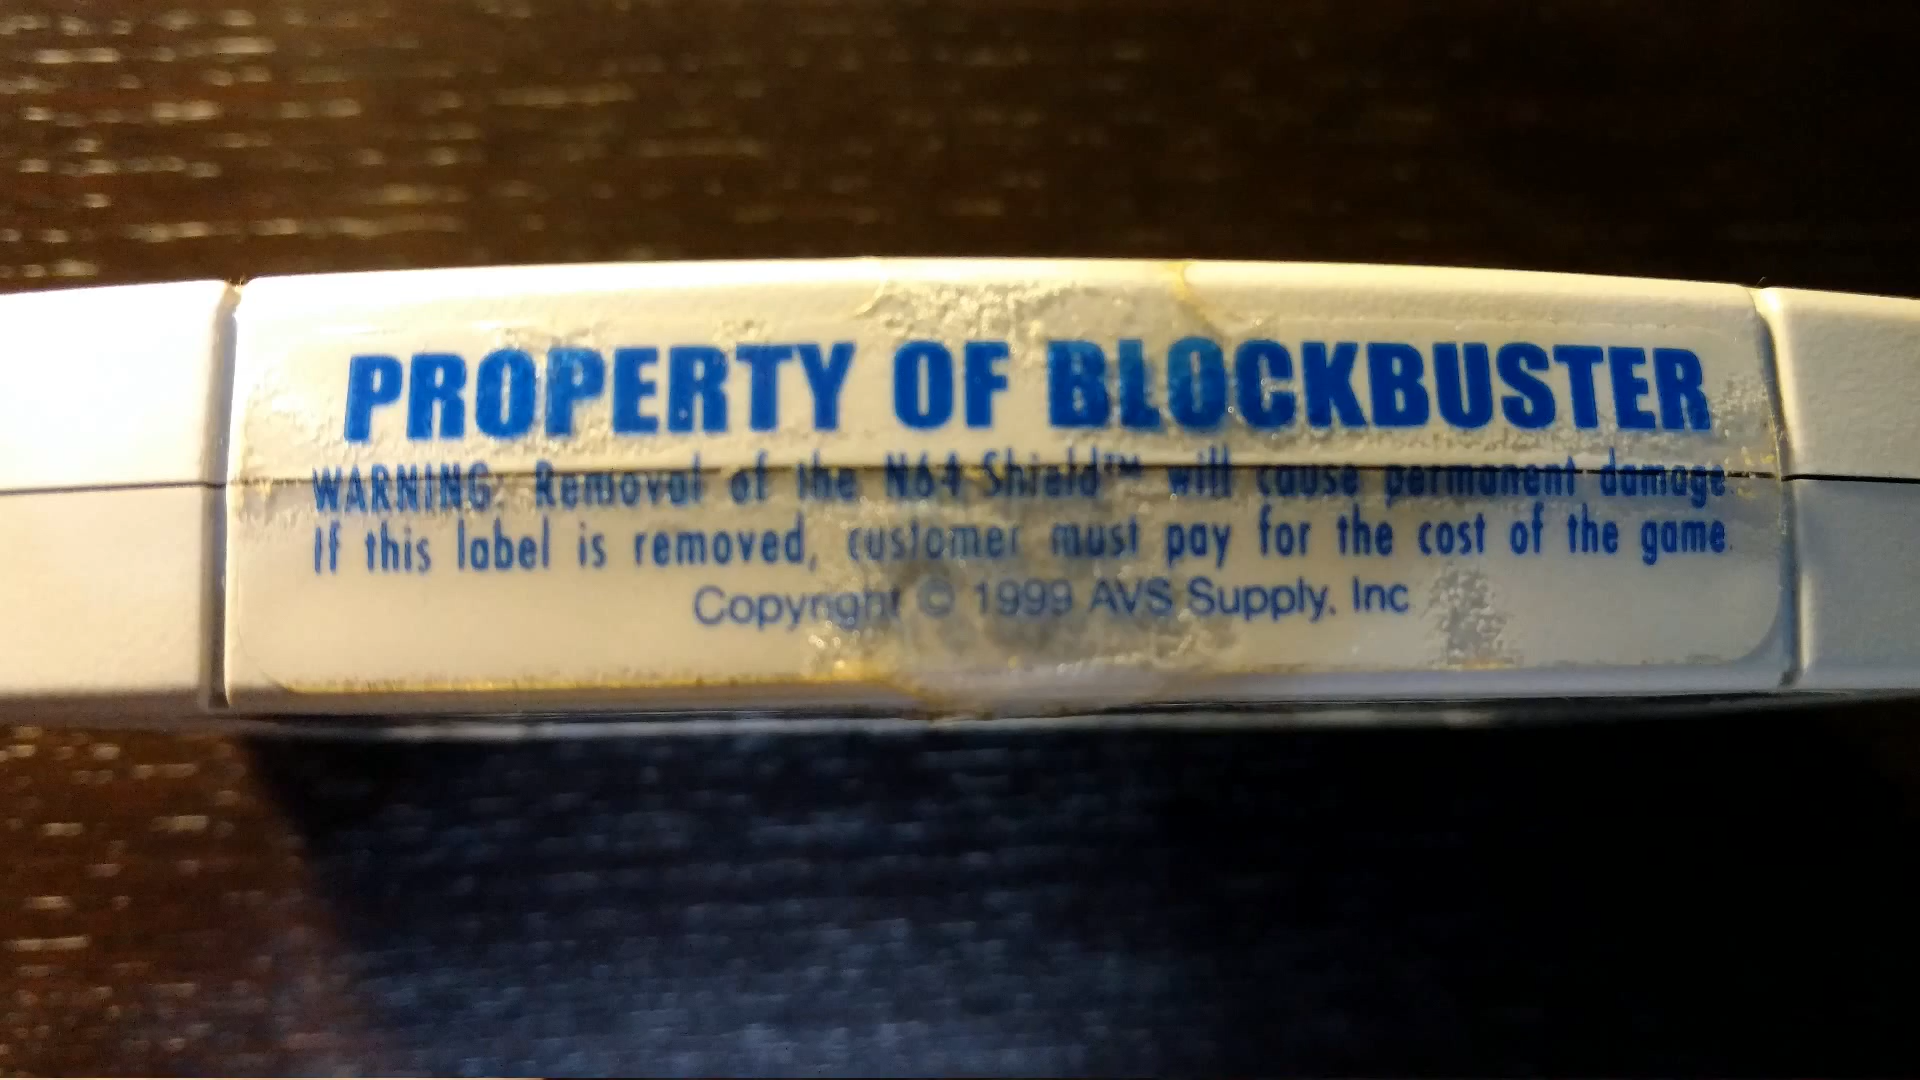 PROPERTY OF BLOCKBUSTER
WARNING: Removal of the N64 Shield™ will cause permanent damage.
If this label is removed, customer must pay for the cost of the game.
Copyright © 1999 AVS Supply, Inc